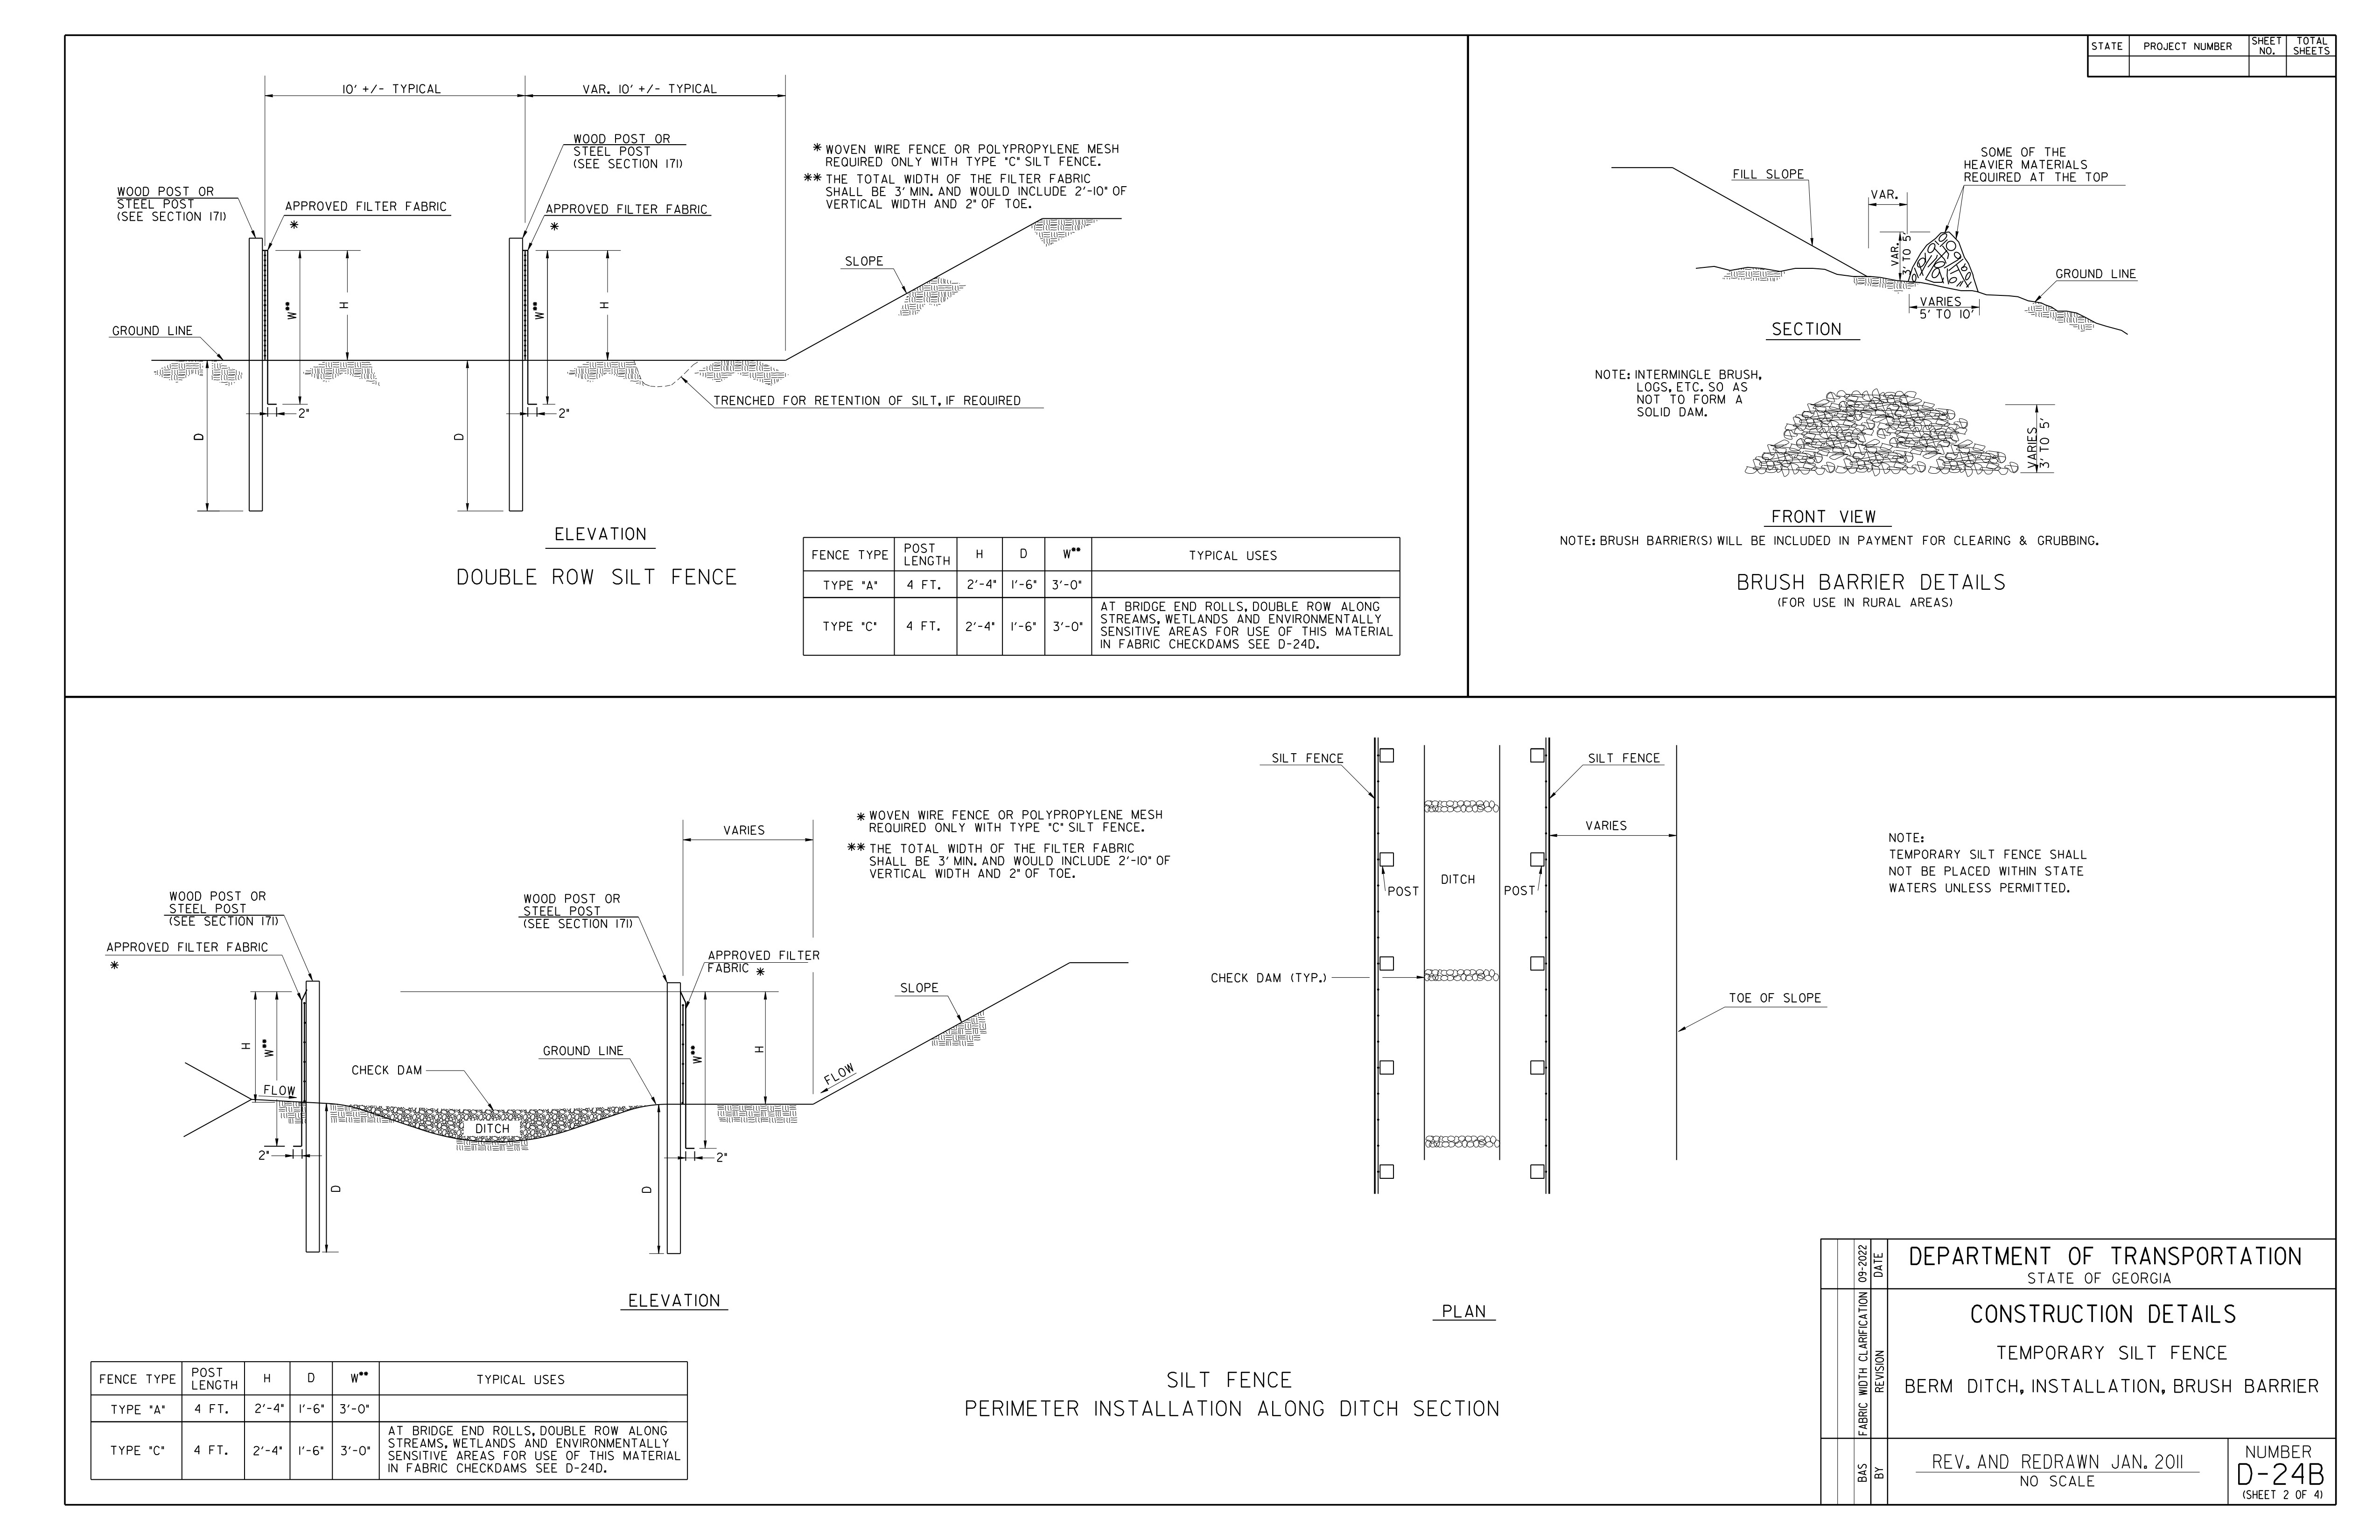 STATE PROJECT NUMBER SHEET NO. TOTAL SHEETS
10' +/- TYPICAL
VAR. 10' +/- TYPICAL
WOOD POST OR
STEEL POST
(SEE SECTION 171)
WOOD POST OR
STEEL POST
(SEE SECTION 171)
APPROVED FILTER FABRIC
*
APPROVED FILTER FABRIC
*
* WOVEN WIRE FENCE OR POLYPROPYLENE MESH
REQUIRED ONLY WITH TYPE "C" SILT FENCE.
** THE TOTAL WIDTH OF THE FILTER FABRIC
SHALL BE 3' MIN. AND WOULD INCLUDE 2'-10" OF
VERTICAL WIDTH AND 2" OF TOE.
SLOPE
W**
H
W**
H
GROUND LINE
TRENCHED FOR RETENTION OF SILT, IF REQUIRED
2"
2"
D
D
ELEVATION
DOUBLE ROW SILT FENCE
FENCE TYPE POST LENGTH H D W** TYPICAL USES
TYPE "A" 4 FT. 2'-4" 1'-6" 3'-0"
TYPE "C" 4 FT. 2'-4" 1'-6" 3'-0"
AT BRIDGE END ROLLS, DOUBLE ROW ALONG
STREAMS, WETLANDS AND ENVIRONMENTALLY
SENSITIVE AREAS FOR USE OF THIS MATERIAL
IN FABRIC CHECKDAMS SEE D-24D.
SOME OF THE
HEAVIER MATERIALS
REQUIRED AT THE TOP
FILL SLOPE
VAR.
VAR.
3' TO 5'
GROUND LINE
VARIES
5' TO 10'
SECTION
NOTE: INTERMINGLE BRUSH,
LOGS, ETC. SO AS
NOT TO FORM A
SOLID DAM.
VARIES
3' TO 5'
FRONT VIEW
NOTE: BRUSH BARRIER(S) WILL BE INCLUDED IN PAYMENT FOR CLEARING & GRUBBING.
BRUSH BARRIER DETAILS
(FOR USE IN RURAL AREAS)
VARIES
* WOVEN WIRE FENCE OR POLYPROPYLENE MESH
REQUIRED ONLY WITH TYPE "C" SILT FENCE.
** THE TOTAL WIDTH OF THE FILTER FABRIC
SHALL BE 3' MIN. AND WOULD INCLUDE 2'-10" OF
VERTICAL WIDTH AND 2" OF TOE.
WOOD POST OR
STEEL POST
(SEE SECTION 171)
WOOD POST OR
STEEL POST
(SEE SECTION 171)
APPROVED FILTER FABRIC
*
APPROVED FILTER
FABRIC *
SLOPE
H
W**
W**
H
GROUND LINE
CHECK DAM
FLOW
FLOW
DITCH
2"
2"
D
D
ELEVATION
SILT FENCE
SILT FENCE
VARIES
POST
DITCH
POST
CHECK DAM (TYP.)
TOE OF SLOPE
PLAN
NOTE:
TEMPORARY SILT FENCE SHALL
NOT BE PLACED WITHIN STATE
WATERS UNLESS PERMITTED.
FENCE TYPE POST LENGTH H D W** TYPICAL USES
TYPE "A" 4 FT. 2'-4" 1'-6" 3'-0"
TYPE "C" 4 FT. 2'-4" 1'-6" 3'-0"
AT BRIDGE END ROLLS, DOUBLE ROW ALONG
STREAMS, WETLANDS AND ENVIRONMENTALLY
SENSITIVE AREAS FOR USE OF THIS MATERIAL
IN FABRIC CHECKDAMS SEE D-24D.
SILT FENCE
PERIMETER INSTALLATION ALONG DITCH SECTION
BAS FABRIC WIDTH CLARIFICATION 09-2022
BY REVISION DATE
DEPARTMENT OF TRANSPORTATION
STATE OF GEORGIA
CONSTRUCTION DETAILS
TEMPORARY SILT FENCE
BERM DITCH, INSTALLATION, BRUSH BARRIER
REV. AND REDRAWN JAN. 2011
NO SCALE
NUMBER
D-24B
(SHEET 2 OF 4)